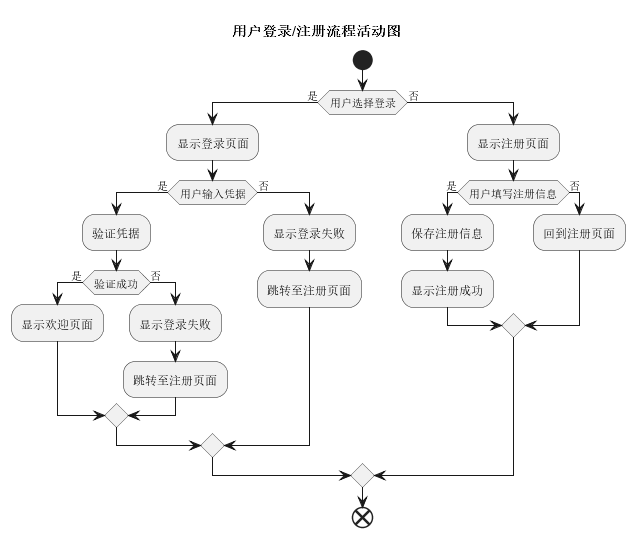 用户登录/注册流程活动图
是
用户选择登录
否
显示登录页面
显示注册页面
是
用户输入凭据
否
是
用户填写注册信息
否
验证凭据
显示登录失败
保存注册信息
回到注册页面
是
验证成功
否
跳转至注册页面
显示注册成功
显示欢迎页面
显示登录失败
跳转至注册页面